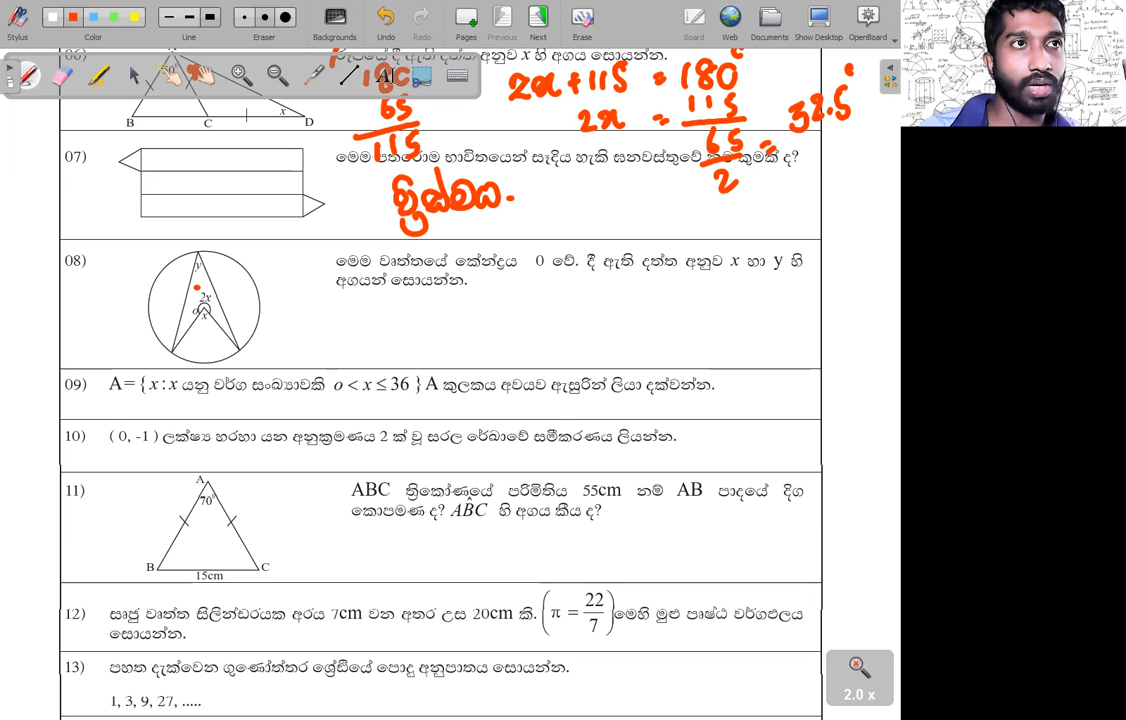 Stylus
Color
Line
Eraser
Backgrounds
Undo
Redo
Pages
Previous
Next
Erase
Board
Web
Documents
Show Desktop
OpenBoard
දී ඇති දත්ත අනුව x හි අගය සොයන්න.
B C x D
180
65
115
2x + 115 = 180°
115
2x = 65
2
= 32.5°
07) මෙම පතරොම භාවිතයෙන් සෑදිය හැකි ඝනවස්තුවේ නම කුමක් ද?
ත්‍රිස්මය.
08) මෙම වෘත්තයේ කේන්ද්‍රය 0 වේ. දී ඇති දත්ත අනුව x හා y හි
අගයන් සොයන්න.
y
2x
o
x
09) A = { x : x යනු වර්ග සංඛ්‍යාවකි o < x ≤ 36 } A කුලකය අවයව ඇසුරින් ලියා දක්වන්න.
10) ( 0, -1 ) ලක්ෂ්‍ය හරහා යන අනුක්‍රමණය 2 ක් වූ සරල රේඛාවේ සමීකරණය ලියන්න.
11) ABC ත්‍රිකෝණයේ පරිමිතිය 55cm නම් AB පාදයේ දිග
කොපමණ ද? AB̂C හි අගය කීය ද?
A
70°
B C
15cm
12) සෘජු වෘත්ත සිලින්ඩරයක අරය 7cm වන අතර උස 20cm කි. (π = 22/7) මෙහි මුළු පෘෂ්ඨ වර්ගඵලය
සොයන්න.
13) පහත දැක්වෙන ගුණෝත්තර ශ්‍රේඪියේ පොදු අනුපාතය සොයන්න.
1, 3, 9, 27, .....
2.0 x